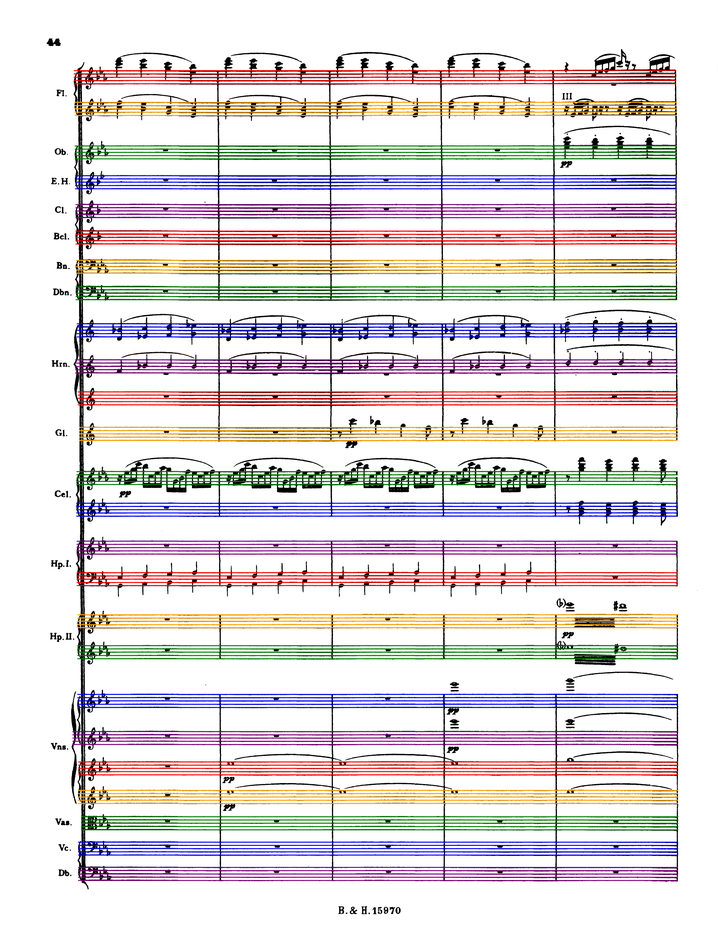 44
Fl.
III
Ob.
pp
E. H.
Cl.
Bcl.
Bn.
Dbn.
Hrn.
Gl.
pp
Cel.
pp
Hp. I.
Hp. II.
pp
pp
Vns.
pp
pp
pp
Vas.
Vc.
Db.
B. & H. 15970